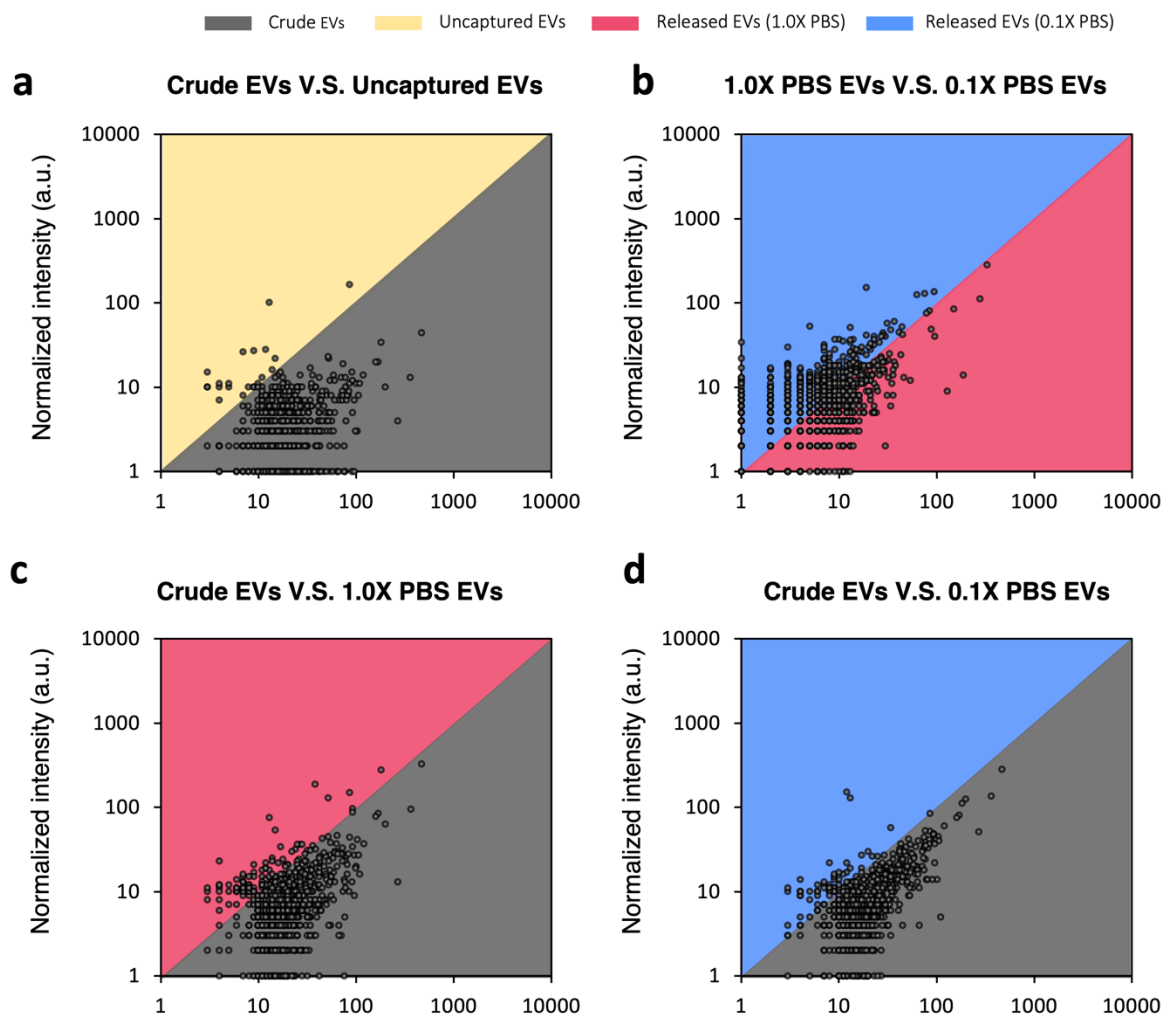 Crude EVs Uncaptured EVs Released EVs (1.0X PBS) Released EVs (0.1X PBS)
a Crude EVs V.S. Uncaptured EVs
Normalized intensity (a.u.)
10000
1000
100
10
1
1 10 100 1000 10000
b 1.0X PBS EVs V.S. 0.1X PBS EVs
Normalized intensity (a.u.)
10000
1000
100
10
1
1 10 100 1000 10000
c Crude EVs V.S. 1.0X PBS EVs
Normalized intensity (a.u.)
10000
1000
100
10
1
1 10 100 1000 10000
d Crude EVs V.S. 0.1X PBS EVs
Normalized intensity (a.u.)
10000
1000
100
10
1
1 10 100 1000 10000